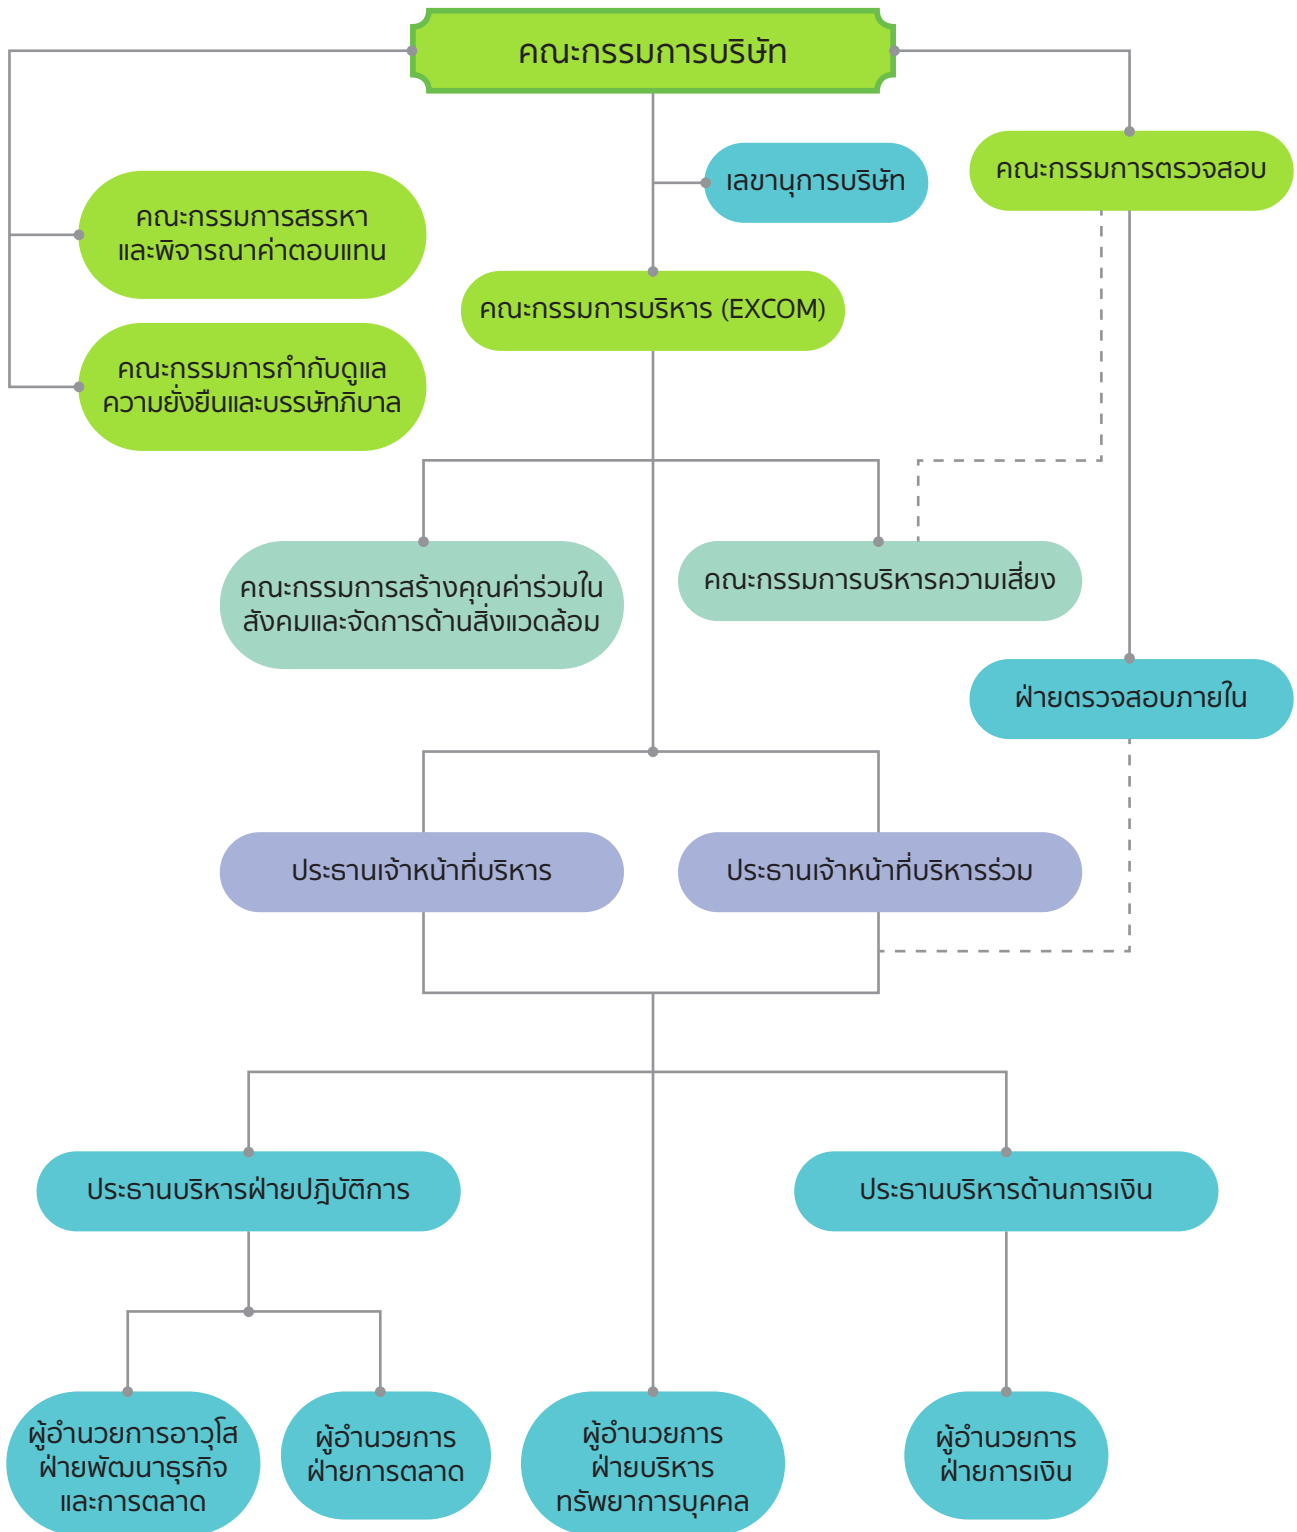 คณะกรรมการบริษัท
เลขานุการบริษัท
คณะกรรมการตรวจสอบ
คณะกรรมการสรรหา
และพิจารณาค่าตอบแทน
คณะกรรมการบริหาร (EXCOM)
คณะกรรมการกำกับดูแล
ความยั่งยืนและบรรษัทภิบาล
คณะกรรมการสร้างคุณค่าร่วมใน
สังคมและจัดการด้านสิ่งแวดล้อม
คณะกรรมการบริหารความเสี่ยง
ฝ่ายตรวจสอบภายใน
ประธานเจ้าหน้าที่บริหาร
ประธานเจ้าหน้าที่บริหารร่วม
ประธานบริหารฝ่ายปฎิบัติการ
ประธานบริหารด้านการเงิน
ผู้อำนวยการอาวุโส
ฝ่ายพัฒนาธุรกิจ
และการตลาด
ผู้อำนวยการ
ฝ่ายการตลาด
ผู้อำนวยการ
ฝ่ายบริหาร
ทรัพยาการบุคคล
ผู้อำนวยการ
ฝ่ายการเงิน